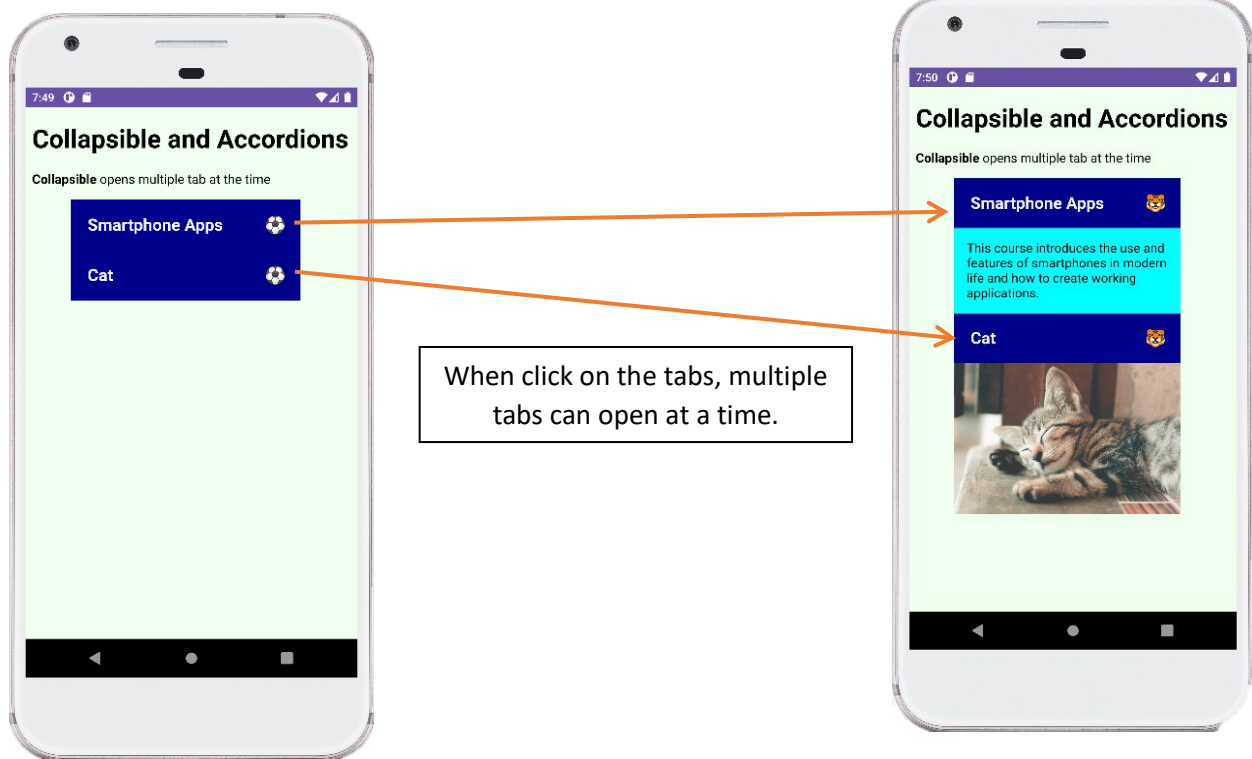 7:49
Collapsible and Accordions
Collapsible opens multiple tab at the time
Smartphone Apps
Cat
When click on the tabs, multiple
tabs can open at a time.
7:50
Collapsible and Accordions
Collapsible opens multiple tab at the time
Smartphone Apps
This course introduces the use and
features of smartphones in modern
life and how to create working
applications.
Cat